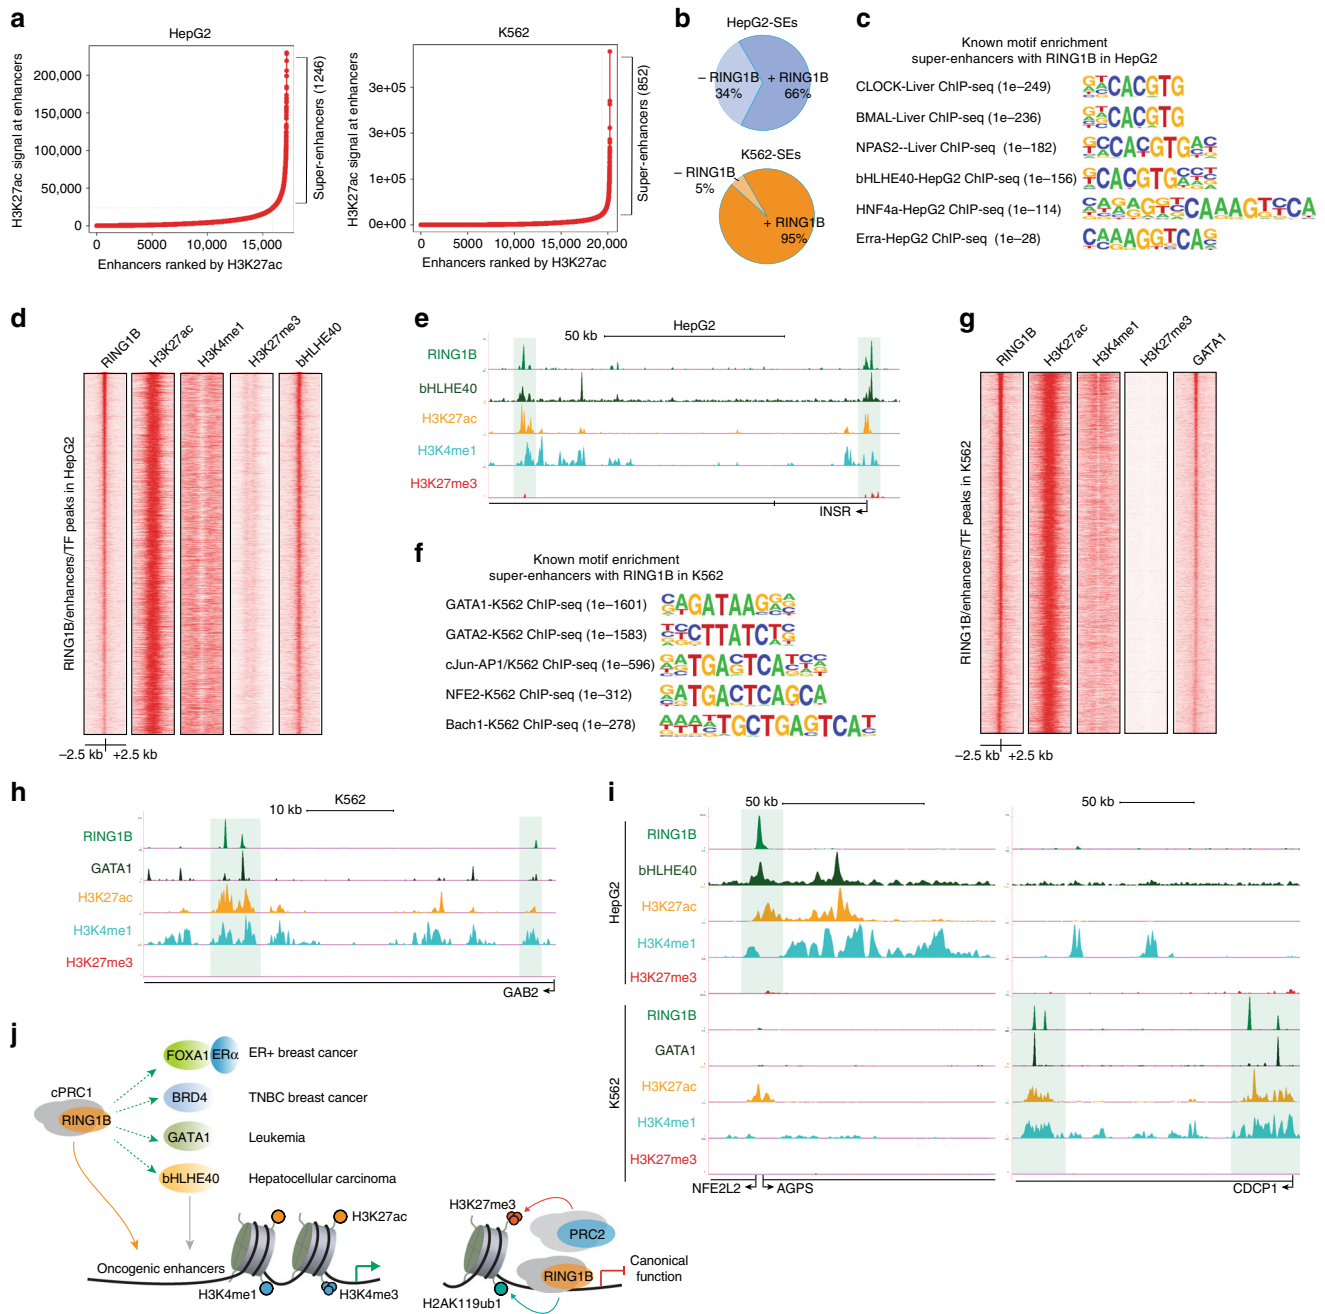 a
HepG2
H3K27ac signal at enhancers
200,000
150,000
100,000
50,000
0
0
5000
10,000
15,000
Enhancers ranked by H3K27ac
Super-enhancers (1246)
K562
H3K27ac signal at enhancers
3e+05
3e+05
1e+05
0e+00
0
5000
10,000
15,000
20,000
Enhancers ranked by H3K27ac
Super-enhancers (852)
b
HepG2-SEs
– RING1B
34%
+ RING1B
66%
K562-SEs
– RING1B
5%
+ RING1B
95%
c
Known motif enrichment
super-enhancers with RING1B in HepG2
CLOCK-Liver ChIP-seq (1e–249)
BMAL-Liver ChIP-seq (1e–236)
NPAS2--Liver ChIP-seq (1e–182)
bHLHE40-HepG2 ChIP-seq (1e–156)
HNF4a-HepG2 ChIP-seq (1e–114)
Erra-HepG2 ChIP-seq (1e–28)
d
RING1B
H3K27ac
H3K4me1
H3K27me3
bHLHE40
RING1B/enhancers/TF peaks in HepG2
–2.5 kb
+2.5 kb
e
HepG2
50 kb
RING1B
bHLHE40
H3K27ac
H3K4me1
H3K27me3
INSR
f
Known motif enrichment
super-enhancers with RING1B in K562
GATA1-K562 ChIP-seq (1e–1601)
GATA2-K562 ChIP-seq (1e–1583)
cJun-AP1/K562 ChIP-seq (1e–596)
NFE2-K562 ChIP-seq (1e–312)
Bach1-K562 ChIP-seq (1e–278)
g
RING1B
H3K27ac
H3K4me1
H3K27me3
GATA1
RING1B/enhancers/TF peaks in K562
–2.5 kb
+2.5 kb
h
K562
10 kb
RING1B
GATA1
H3K27ac
H3K4me1
H3K27me3
GAB2
i
50 kb
50 kb
HepG2
RING1B
bHLHE40
H3K27ac
H3K4me1
H3K27me3
K562
RING1B
GATA1
H3K27ac
H3K4me1
H3K27me3
NFE2L2
AGPS
CDCP1
j
cPRC1
RING1B
FOXA1
ERα
ER+ breast cancer
BRD4
TNBC breast cancer
GATA1
Leukemia
bHLHE40
Hepatocellular carcinoma
Oncogenic enhancers
H3K27ac
H3K4me1
H3K4me3
H3K27me3
PRC2
RING1B
H2AK119ub1
Canonical
function